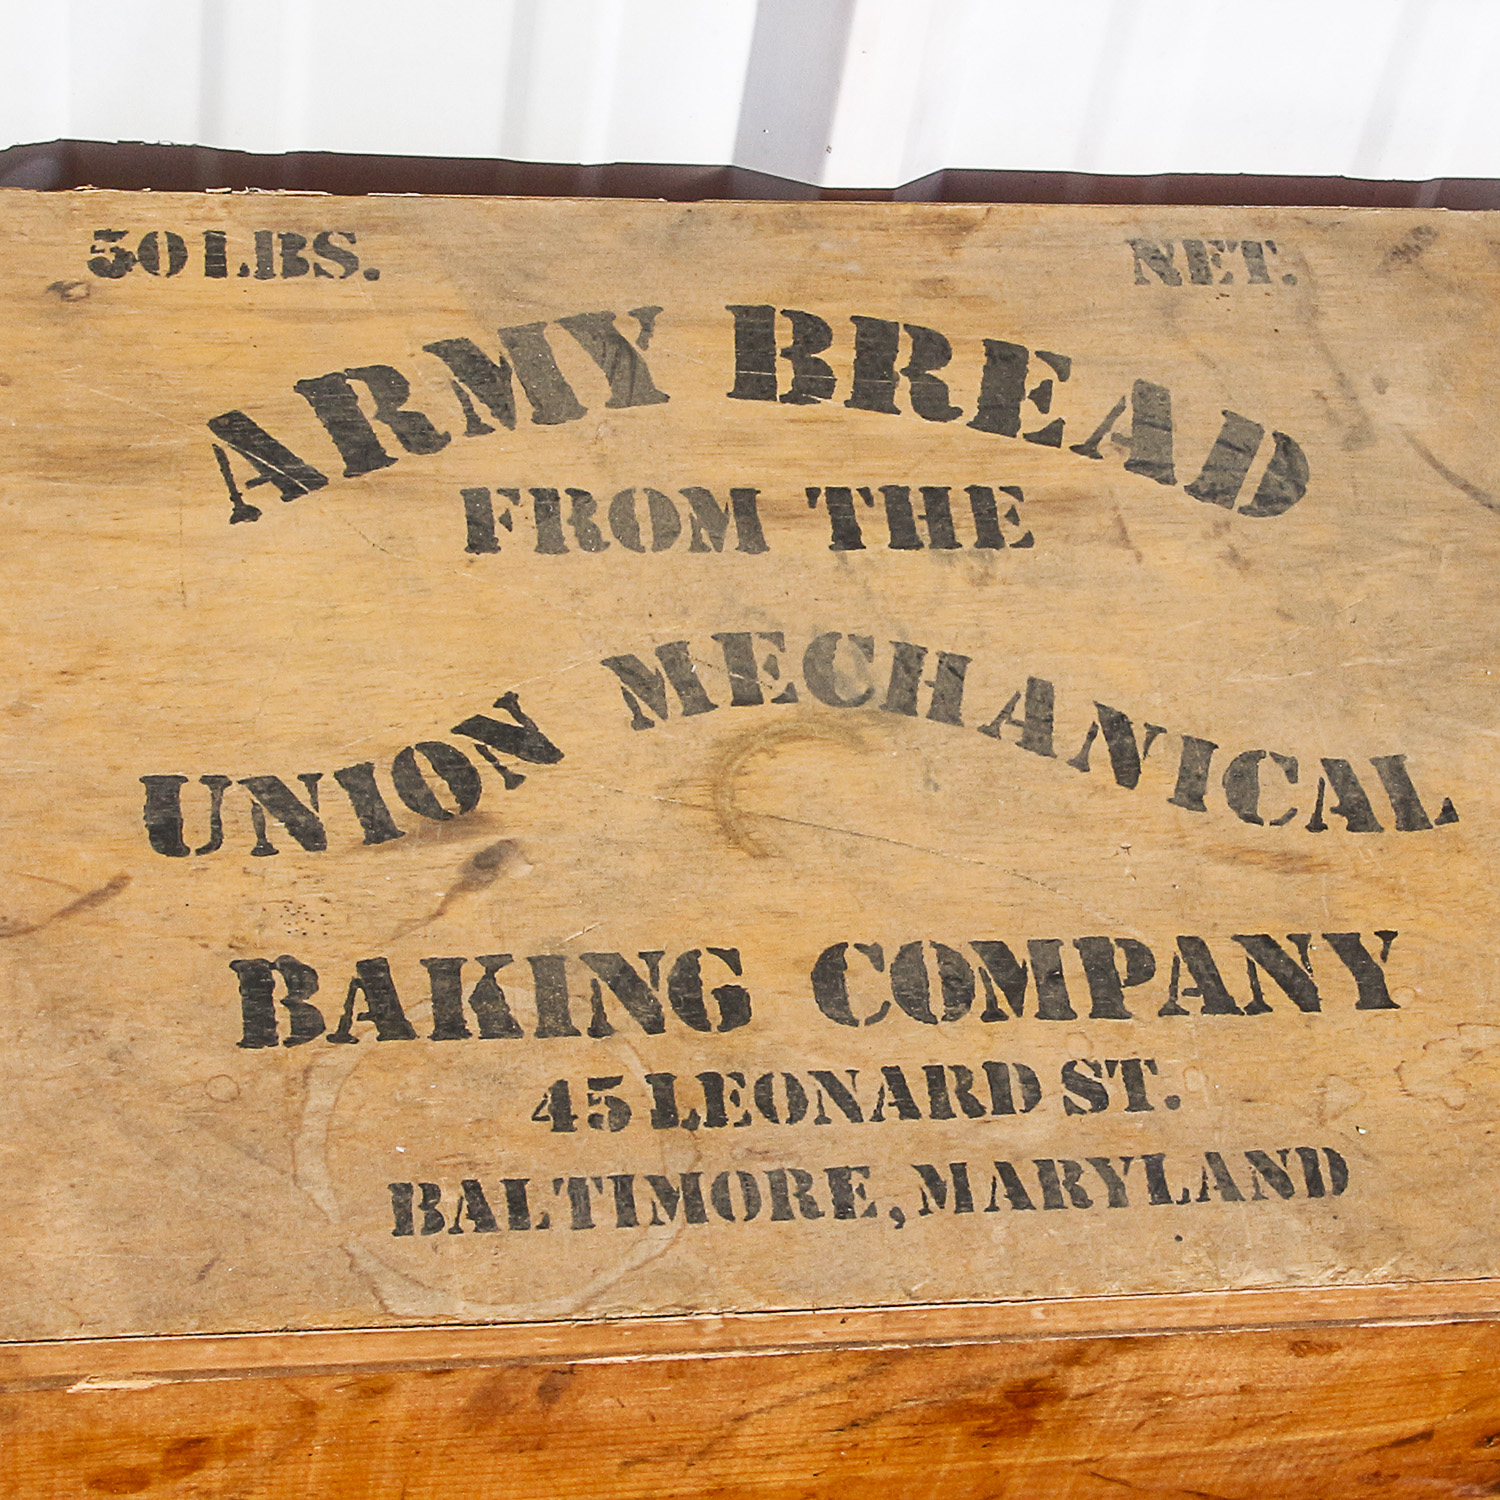 50 LBS. NET.
ARMY BREAD
FROM THE
UNION MECHANICAL
BAKING COMPANY
45 LEONARD ST.
BALTIMORE, MARYLAND